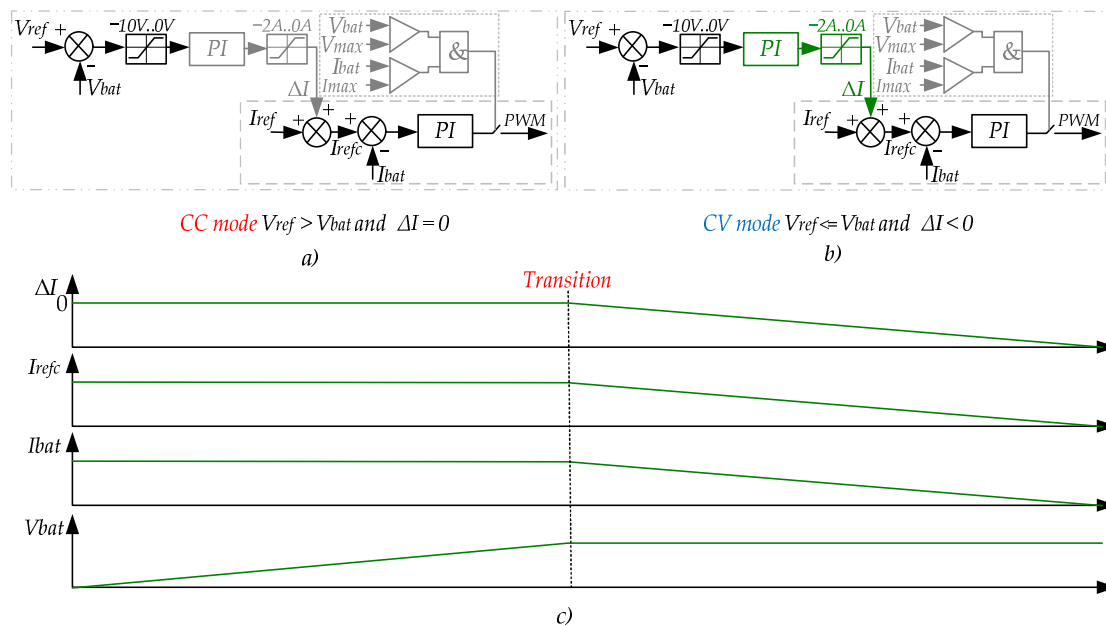 Vref + −10V..0V −2A..0A Vbat
PI Vmax &
− Ibat
Vbat ΔI Imax
Iref + + + PI PWM
Irefc −
Ibat
CC mode Vref > Vbat and ΔI = 0
a)
Vref + −10V..0V −2A..0A Vbat
PI Vmax &
− Ibat
Vbat ΔI Imax
Iref + + + PI PWM
Irefc −
Ibat
CV mode Vref <= Vbat and ΔI < 0
b)
Transition
ΔI
0
Irefc
Ibat
Vbat
c)